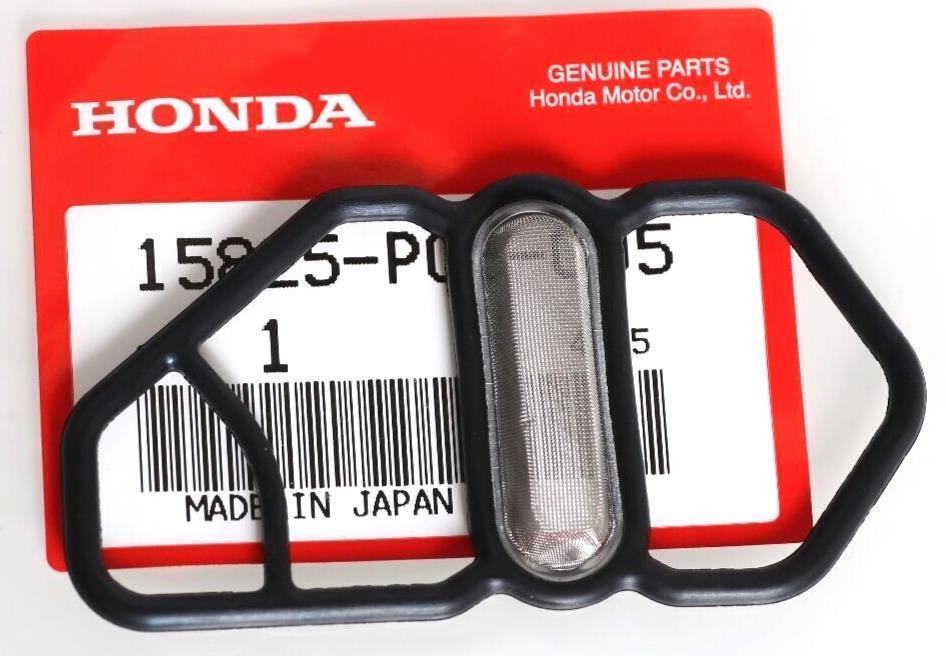 HONDA
GENUINE PARTS
Honda Motor Co., Ltd.
1
MADE IN JAPAN